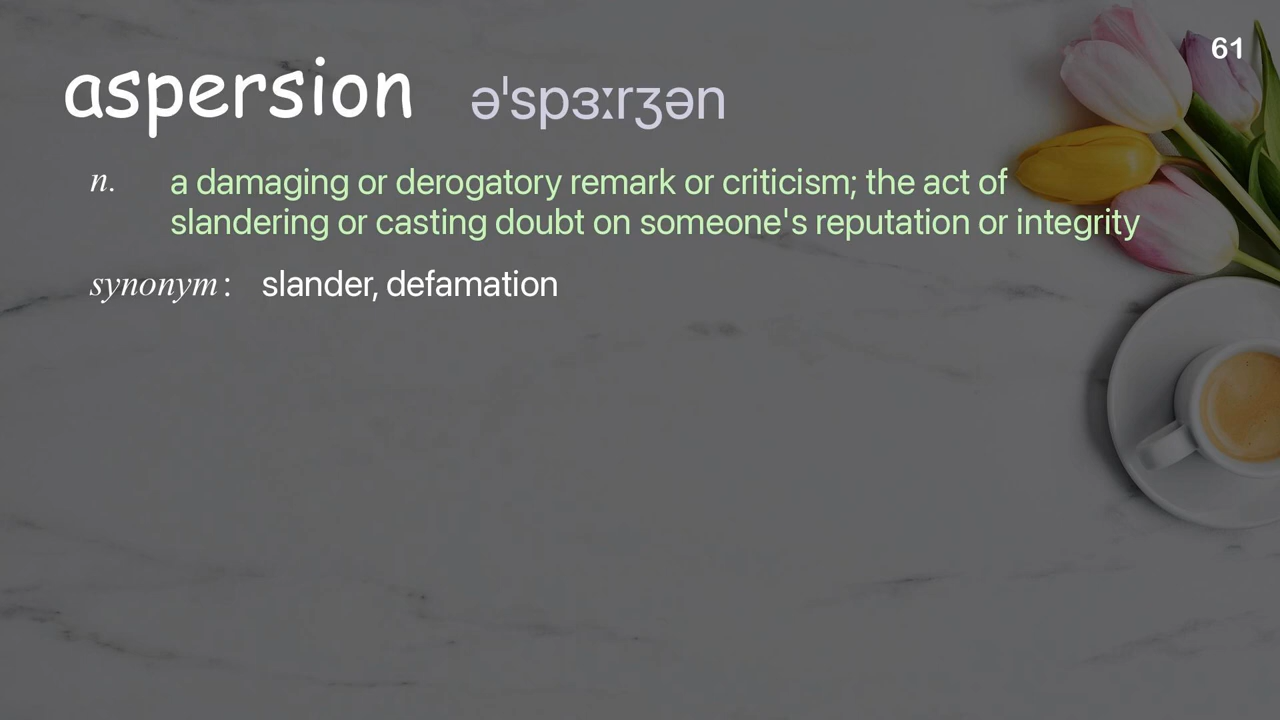 61
aspersion əˈspɜːrʒən
n. a damaging or derogatory remark or criticism; the act of
slandering or casting doubt on someone's reputation or integrity
synonym: slander, defamation